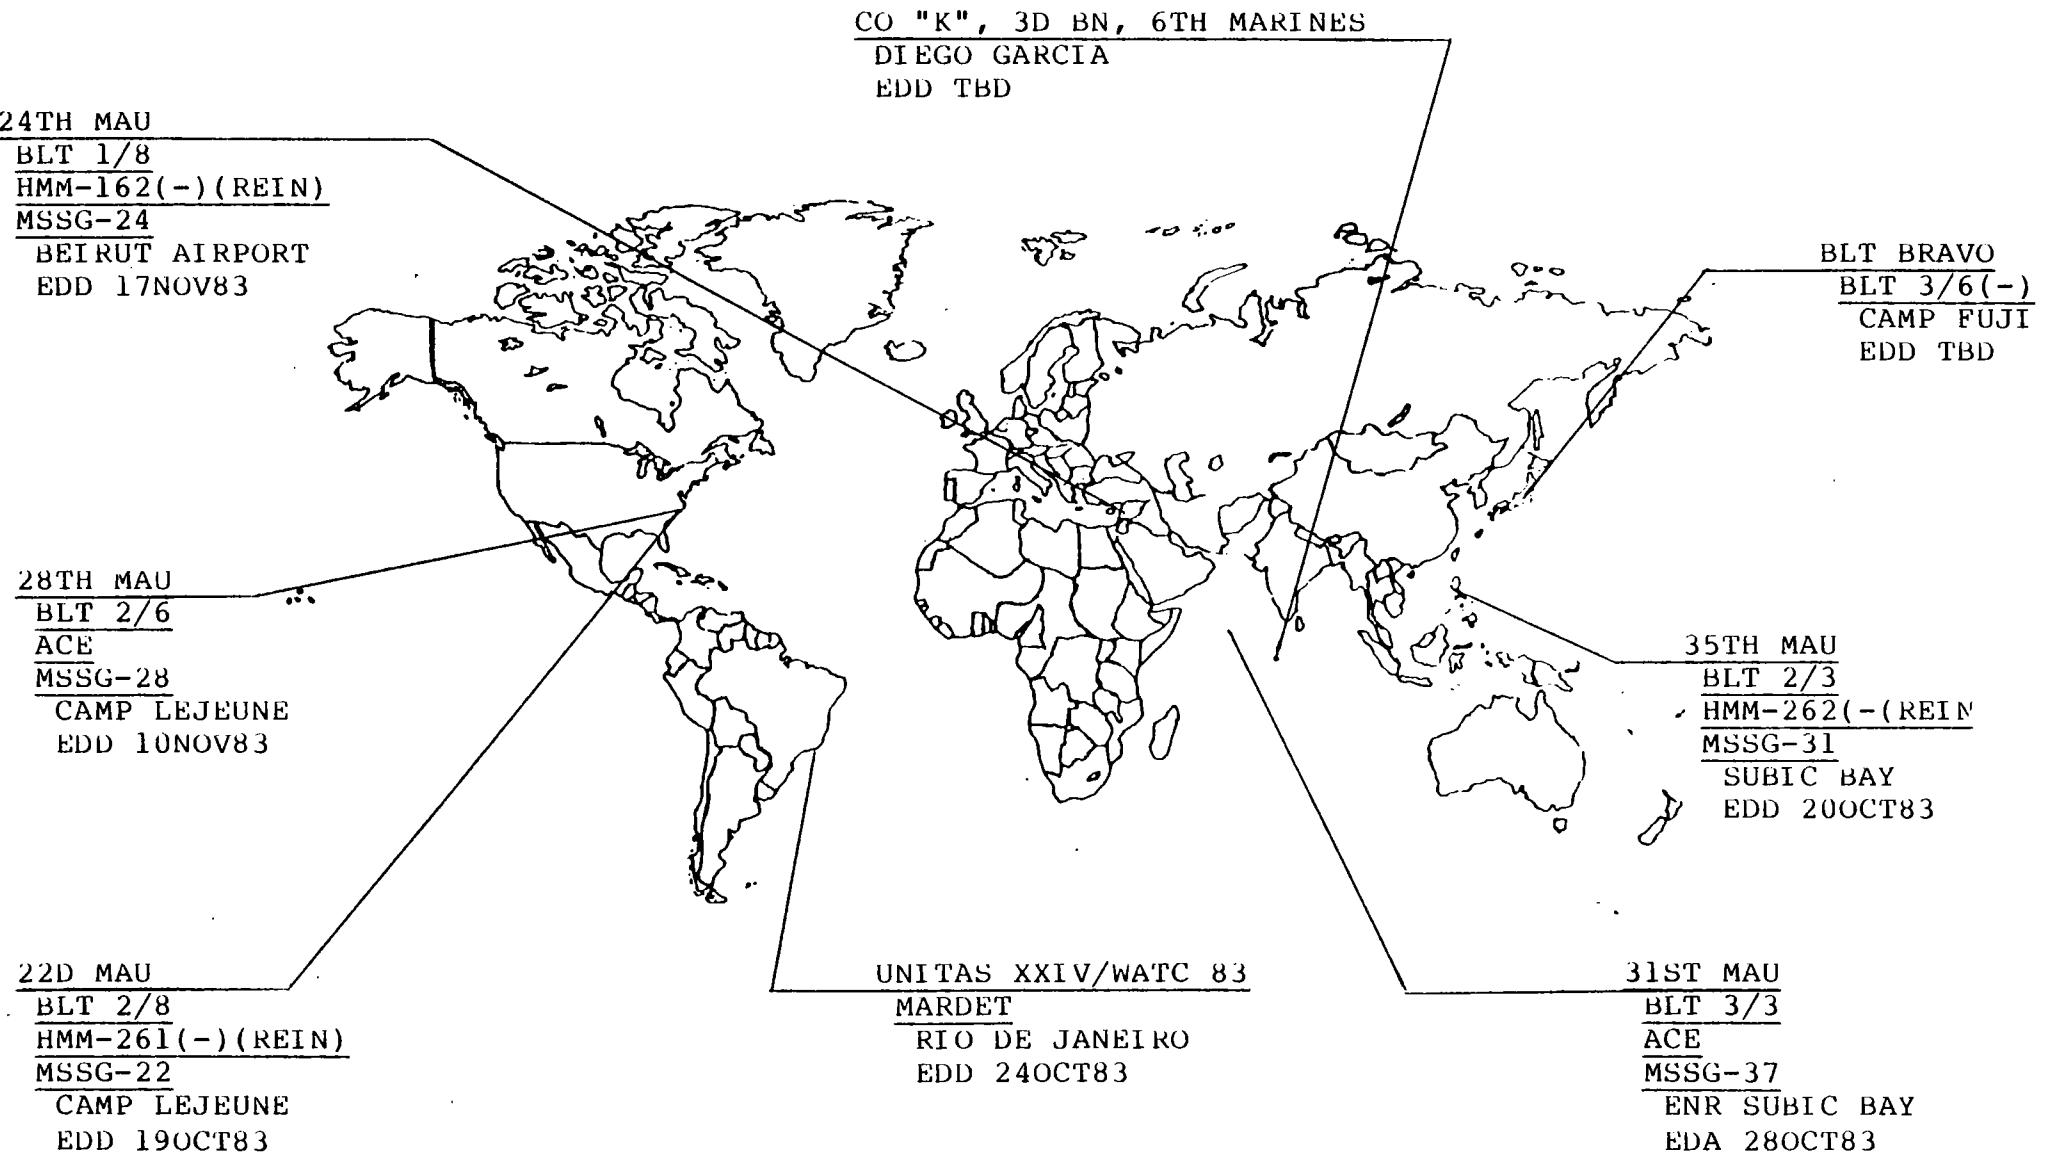 CO "K", 3D BN, 6TH MARINES
DIEGO GARCIA
EDD TBD
24TH MAU
BLT 1/8
HMM-162(-)(REIN)
MSSG-24
BEIRUT AIRPORT
EDD 17NOV83
BLT BRAVO
BLT 3/6(-)
CAMP FUJI
EDD TBD
28TH MAU
BLT 2/6
ACE
MSSG-28
CAMP LEJEUNE
EDD 10NOV83
35TH MAU
BLT 2/3
HMM-262(-(REIN
MSSG-31
SUBIC BAY
EDD 20OCT83
22D MAU
BLT 2/8
HMM-261(-)(REIN)
MSSG-22
CAMP LEJEUNE
EDD 19OCT83
UNITAS XXIV/WATC 83
MARDET
RIO DE JANEIRO
EDD 24OCT83
31ST MAU
BLT 3/3
ACE
MSSG-37
ENR SUBIC BAY
EDA 28OCT83